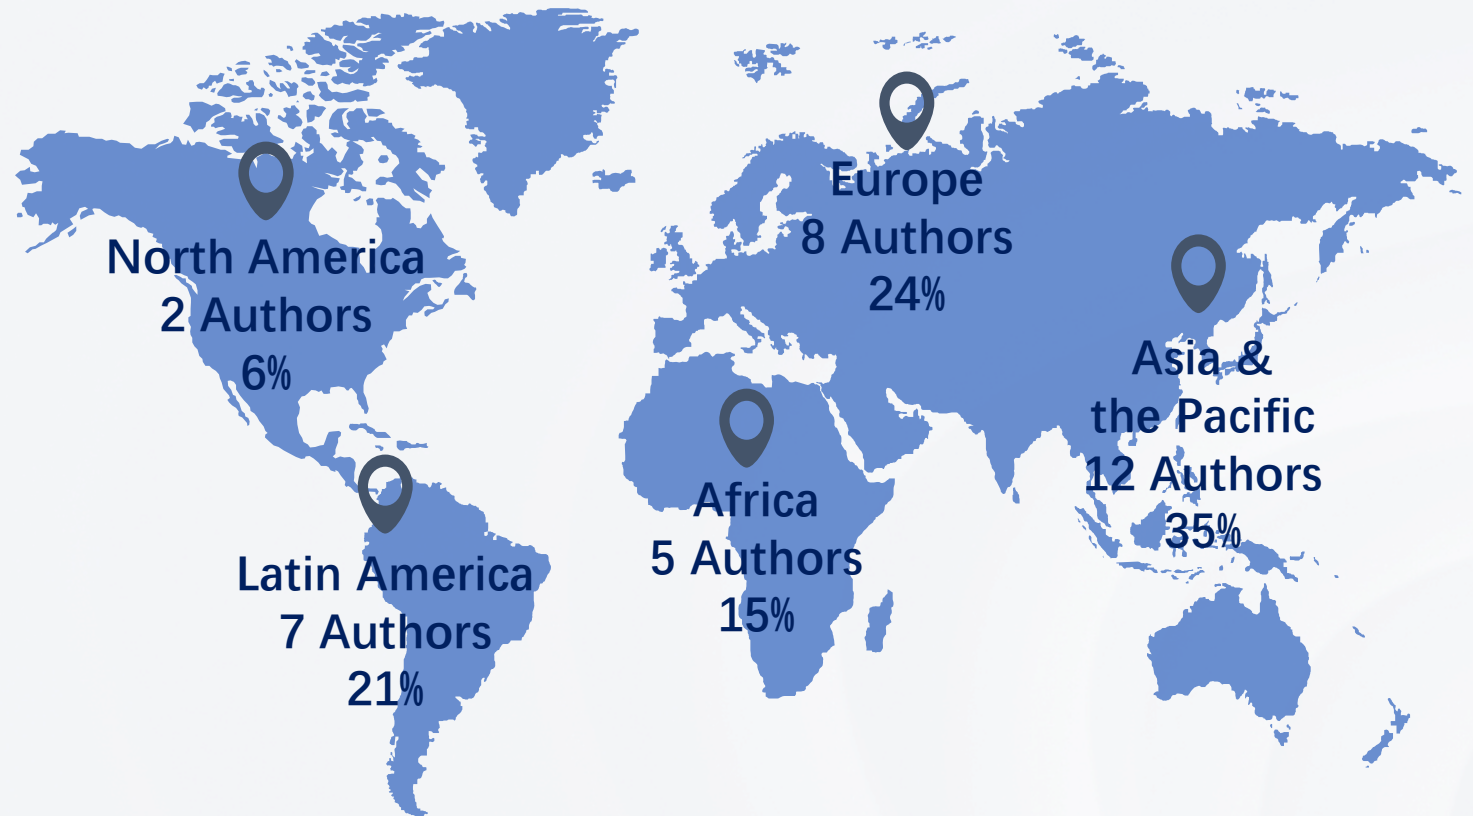 North America
2 Authors
6%
Latin America
7 Authors
21%
Europe
8 Authors
24%
Africa
5 Authors
15%
Asia &
the Pacific
12 Authors
35%